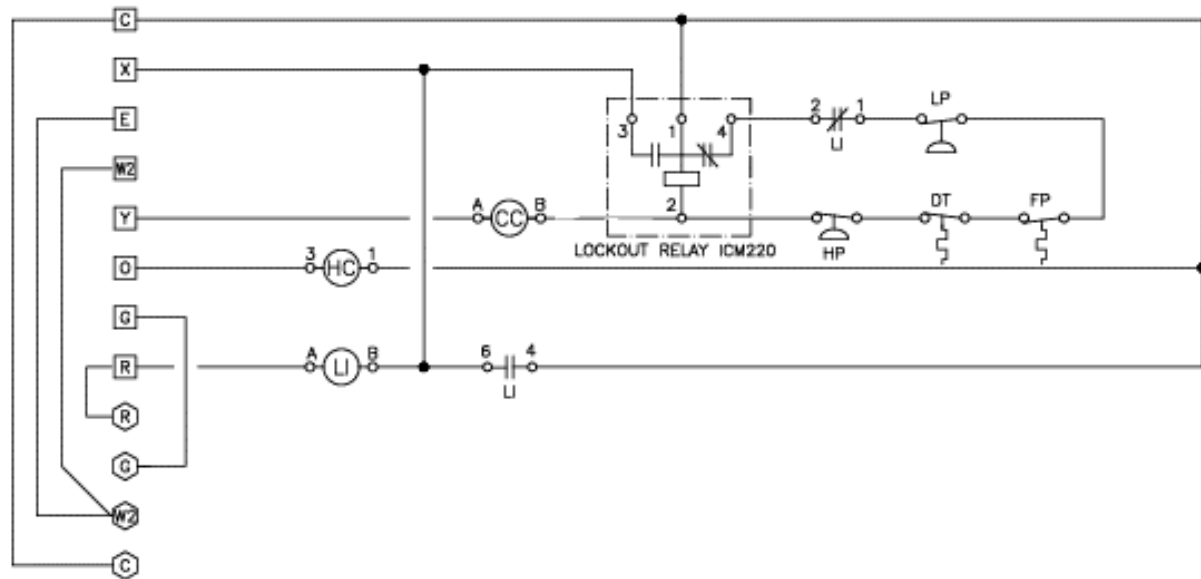 C
X
E
W2
Y
O
G
R
R
G
W2
C
3 1 4
2 1
LI
LP
A CC B
2
DT
FP
LOCKOUT RELAY ICM220
HP
3 HC 1
A LI B
6 4
LI